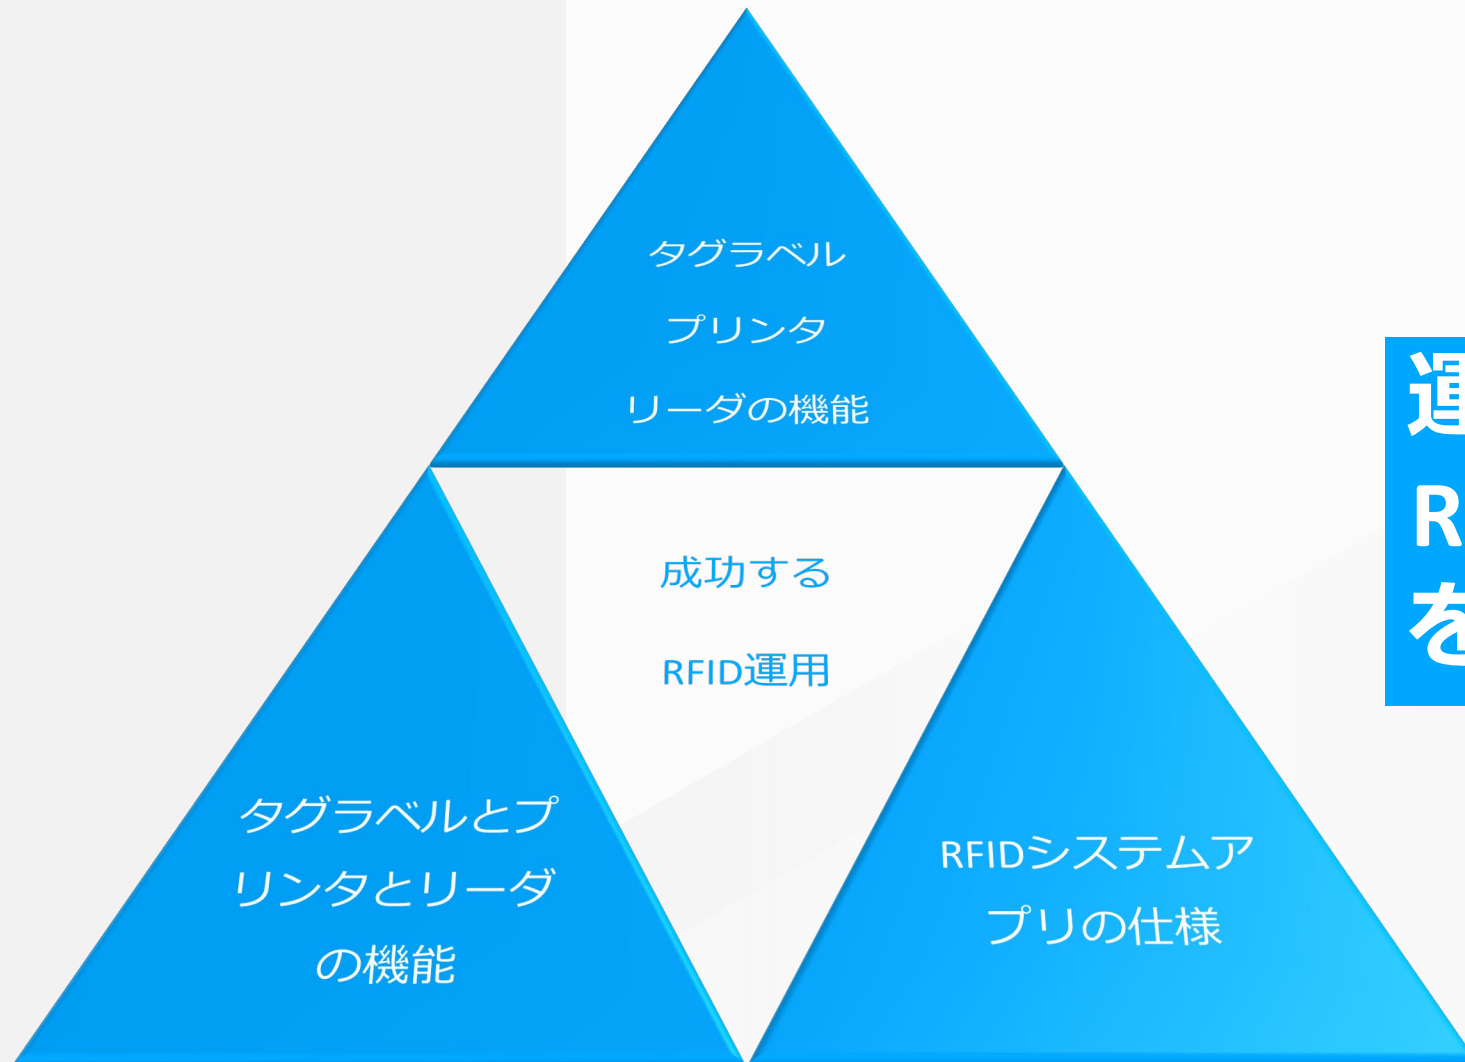 タグラベル
プリンタ
リーダの機能
成功する
RFID運用
タグラベルとプ
リンタとリーダ
の機能
RFIDシステムア
プリの仕様
R
を